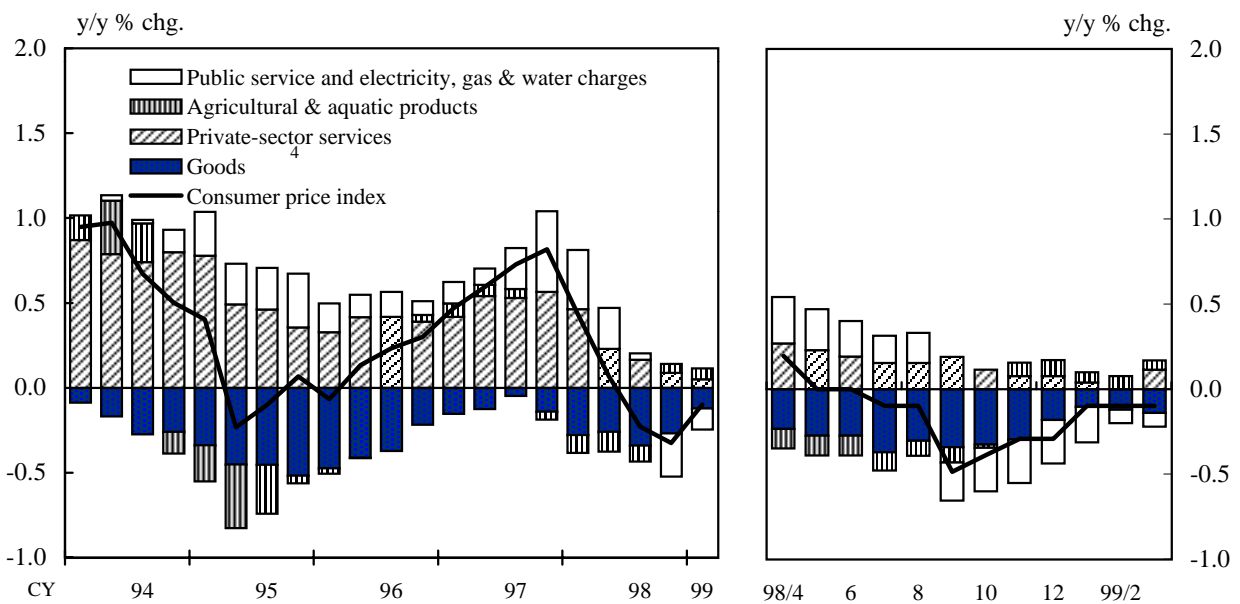 y/y % chg.
y/y % chg.
2.0
1.5
1.0
0.5
0.0
-0.5
-1.0
Public service and electricity, gas & water charges
Agricultural & aquatic products
Private-sector services
Goods 4
Consumer price index
2.0
1.5
1.0
0.5
0.0
-0.5
-1.0
CY 94 95 96 97 98 99
98/4 6 8 10 12 99/2